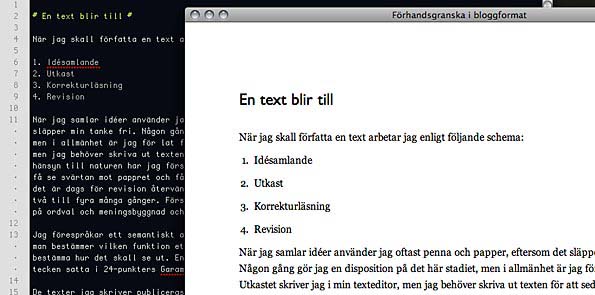 1
2 # En text blir till #
3
4 När jag skall författa en text a
5
6 1. Idésamlande
7 2. Utkast
8 3. Korrekturläsning
9 4. Revision
10
11 När jag samlar idéer använder ja
släpper min tanke fri. Någon gån
men i allmänhet är jag för lat f
men jag behöver skriva ut texten
hänsyn till naturen har jag förs
få se svärtan mot pappret och få
det är dags för revision återvän
två till fyra många gånger. Förs
på ordval och meningsbyggnad och
12
13 Jag förespråkar ett semantiskt a
man bestämmer vilken funktion et
bestämma hur det skall se ut. En
tecken satta i 24-punkters Garam
14
15 De texter jag skriver publiceras
Förhandsgranska i bloggformat
En text blir till
När jag skall författa en text arbetar jag enligt följande schema:
1. Idésamlande
2. Utkast
3. Korrekturläsning
4. Revision
När jag samlar idéer använder jag oftast penna och papper, eftersom det släppe
Någon gång gör jag en disposition på det här stadiet, men i allmänhet är jag fö
Utkastet skriver jag i min texteditor, men jag behöver skriva ut texten för att sed